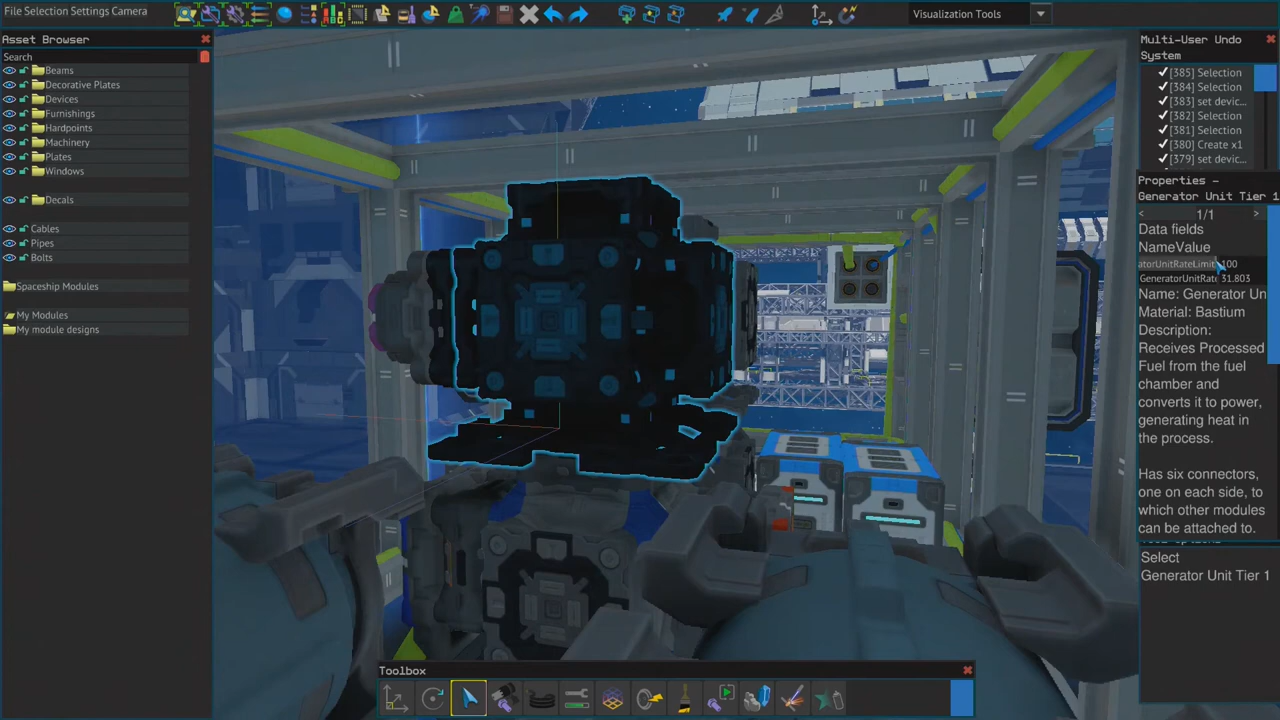 File Selection Settings Camera
Visualization Tools
Asset Browser
Search
Beams
Decorative Plates
Devices
Furnishings
Hardpoints
Machinery
Plates
Windows
Decals
Cables
Pipes
Bolts
Spaceship Modules
My Modules
My module designs
Multi-User Undo
System
[385] Selection
[384] Selection
[383] set devic...
[382] Selection
[381] Selection
[380] Create x1
[379] set devic...
Properties -
Generator Unit Tier 1
< 1/1 >
Data fields
NameValue
atorUnitRateLimit 100
GeneratorUnitRate 31.803
Name: Generator Un
Material: Bastium
Description:
Receives Processed
Fuel from the fuel
chamber and
converts it to power,
generating heat in
the process.
Has six connectors,
one on each side, to
which other modules
can be attached to.
Select
Generator Unit Tier 1
Toolbox